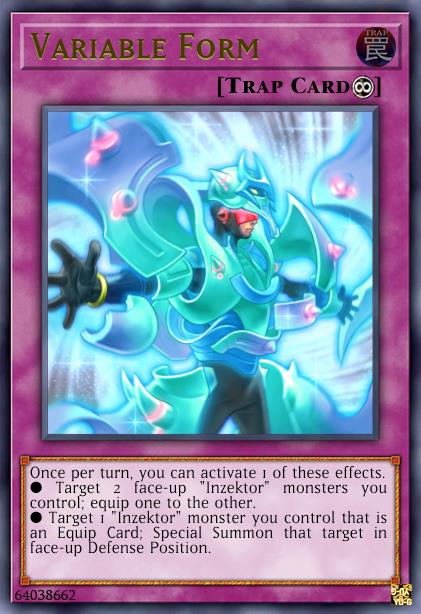 Variable Form
TRAP
罠
[Trap Card]
Once per turn, you can activate 1 of these effects.
● Target 2 face-up "Inzektor" monsters you
control; equip one to the other.
● Target 1 "Inzektor" monster you control that is
an Equip Card; Special Summon that target in
face-up Defense Position.
64038662